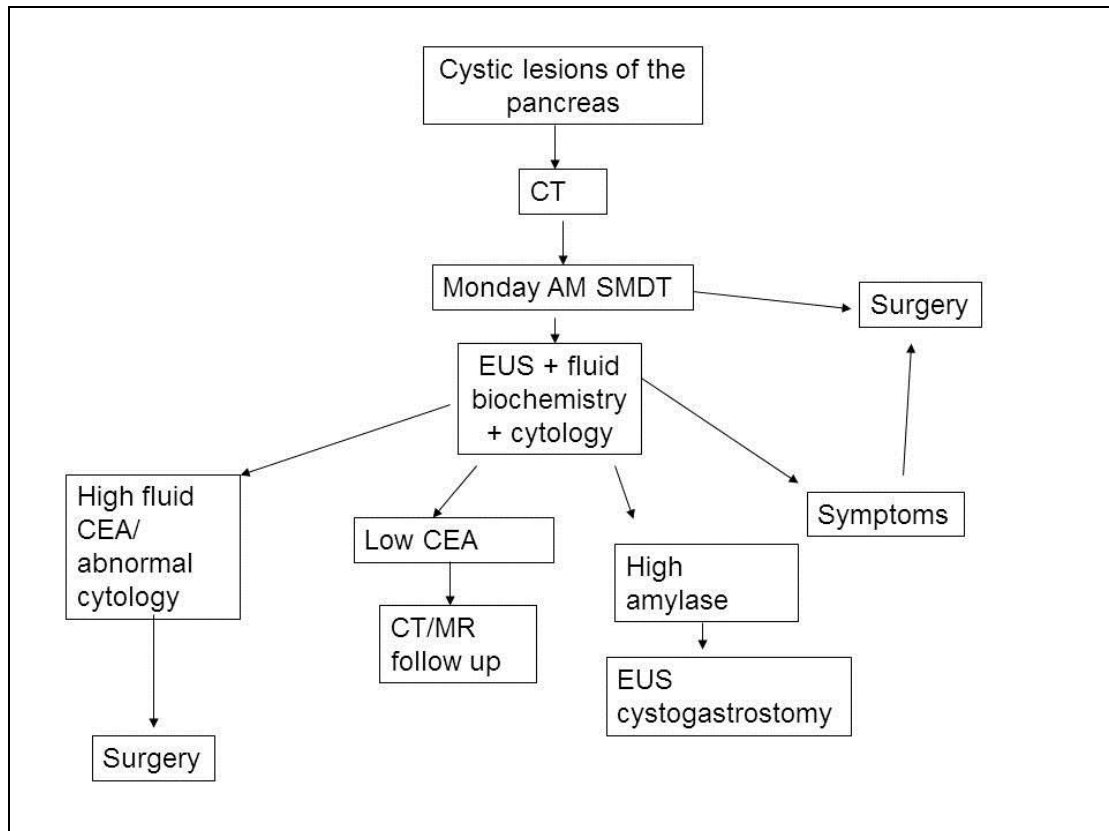 Cystic lesions of the
pancreas
CT
Monday AM SMDT
Surgery
EUS + fluid
biochemistry
+ cytology
High fluid
CEA/
abnormal
cytology
Low CEA
High
amylase
Symptoms
CT/MR
follow up
EUS
cystogastrostomy
Surgery